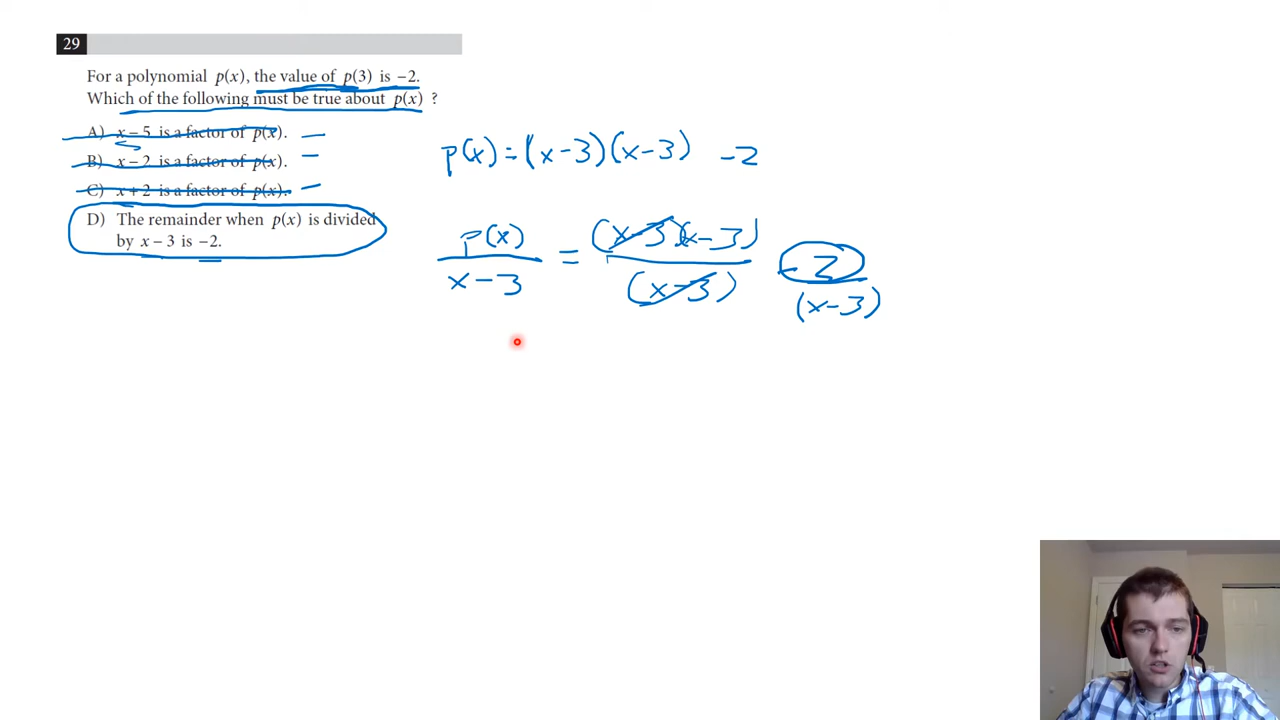 29
For a polynomial p(x), the value of p(3) is −2.
Which of the following must be true about p(x) ?
A) x − 5 is a factor of p(x).
B) x − 2 is a factor of p(x).
C) x + 2 is a factor of p(x).
D) The remainder when p(x) is divided
by x − 3 is −2.
p(x) = (x−3)(x−3) −2
p(x) / x−3 = (x−3)(x−3) / (x−3) −2 / (x−3)